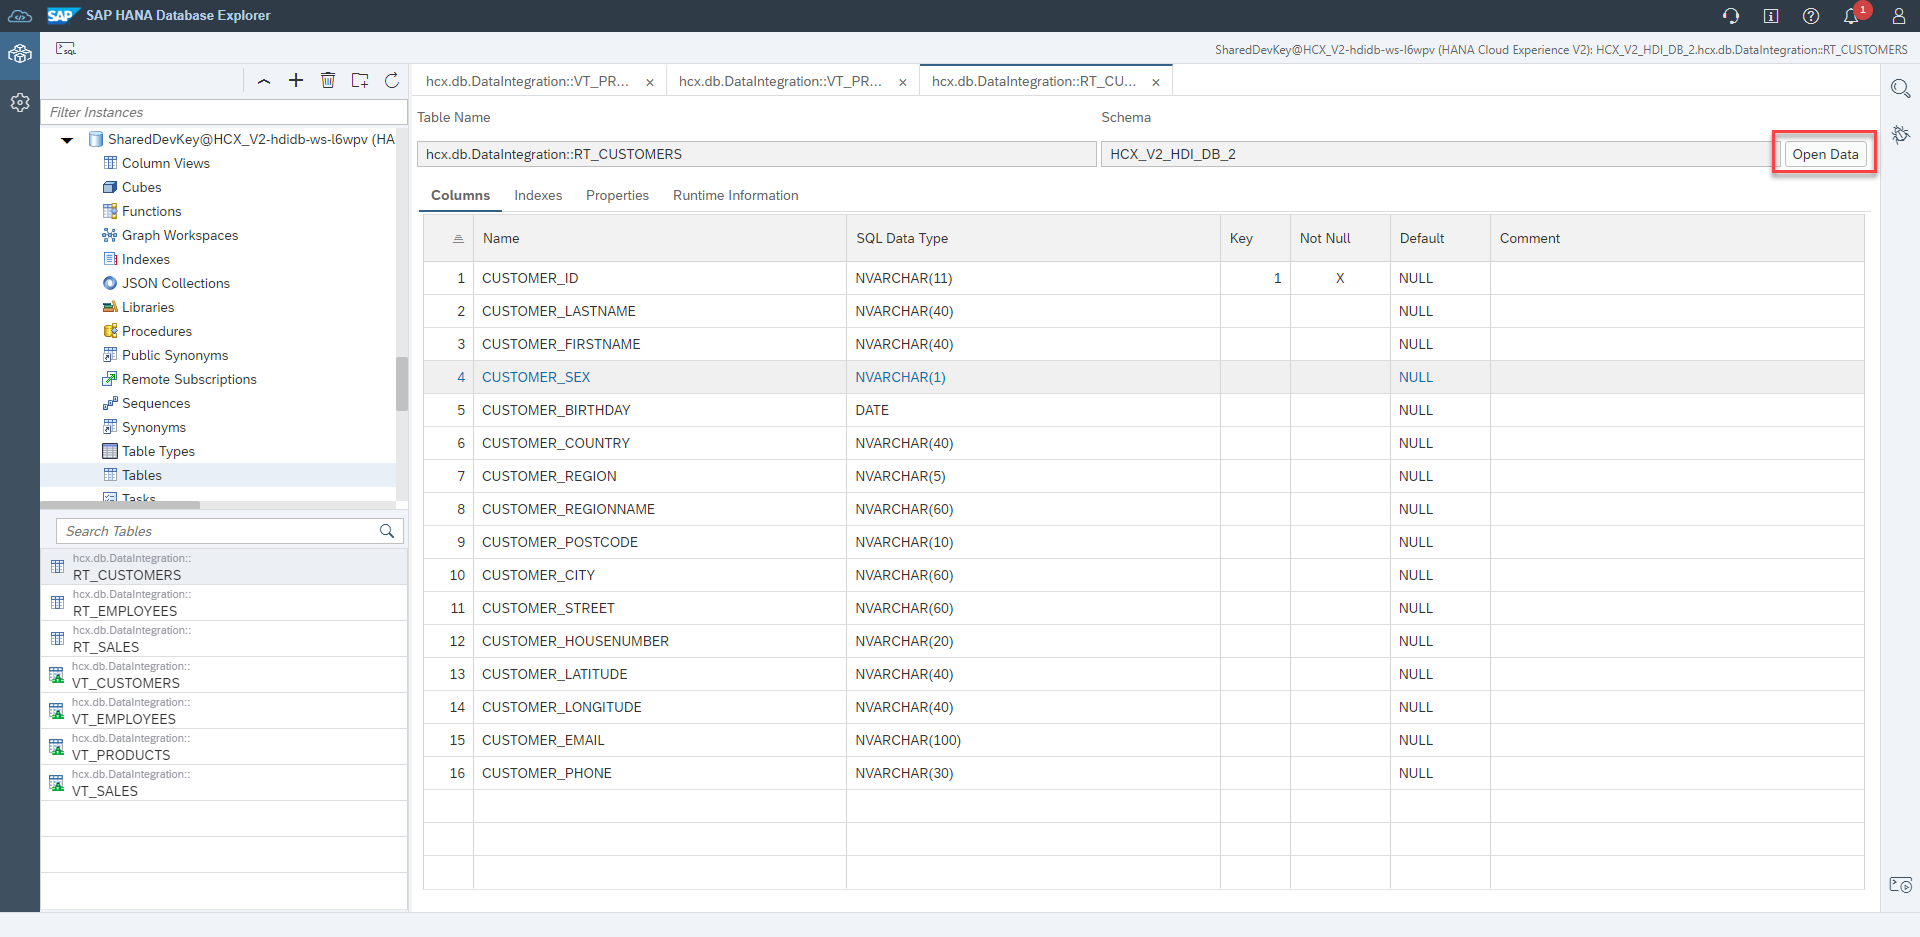 SAP SAP HANA Database Explorer 1
SQL SharedDevKey@HCX_V2-hdidb-ws-l6wpv (HANA Cloud Experience V2): HCX_V2_HDI_DB_2.hcx.db.DataIntegration::RT_CUSTOMERS
hcx.db.DataIntegration::VT_PR... hcx.db.DataIntegration::VT_PR... hcx.db.DataIntegration::RT_CU...
Filter Instances
SharedDevKey@HCX_V2-hdidb-ws-l6wpv (HA
Column Views
Cubes
Functions
Graph Workspaces
Indexes
JSON Collections
Libraries
Procedures
Public Synonyms
Remote Subscriptions
Sequences
Synonyms
Table Types
Tables
Tasks
Search Tables
hcx.db.DataIntegration::
RT_CUSTOMERS
hcx.db.DataIntegration::
RT_EMPLOYEES
hcx.db.DataIntegration::
RT_SALES
hcx.db.DataIntegration::
VT_CUSTOMERS
hcx.db.DataIntegration::
VT_EMPLOYEES
hcx.db.DataIntegration::
VT_PRODUCTS
hcx.db.DataIntegration::
VT_SALES
Table Name Schema
hcx.db.DataIntegration::RT_CUSTOMERS HCX_V2_HDI_DB_2 Open Data
Columns Indexes Properties Runtime Information
Name SQL Data Type Key Not Null Default Comment
1 CUSTOMER_ID NVARCHAR(11) 1 X NULL
2 CUSTOMER_LASTNAME NVARCHAR(40) NULL
3 CUSTOMER_FIRSTNAME NVARCHAR(40) NULL
4 CUSTOMER_SEX NVARCHAR(1) NULL
5 CUSTOMER_BIRTHDAY DATE NULL
6 CUSTOMER_COUNTRY NVARCHAR(40) NULL
7 CUSTOMER_REGION NVARCHAR(5) NULL
8 CUSTOMER_REGIONNAME NVARCHAR(60) NULL
9 CUSTOMER_POSTCODE NVARCHAR(10) NULL
10 CUSTOMER_CITY NVARCHAR(60) NULL
11 CUSTOMER_STREET NVARCHAR(60) NULL
12 CUSTOMER_HOUSENUMBER NVARCHAR(20) NULL
13 CUSTOMER_LATITUDE NVARCHAR(40) NULL
14 CUSTOMER_LONGITUDE NVARCHAR(40) NULL
15 CUSTOMER_EMAIL NVARCHAR(100) NULL
16 CUSTOMER_PHONE NVARCHAR(30) NULL